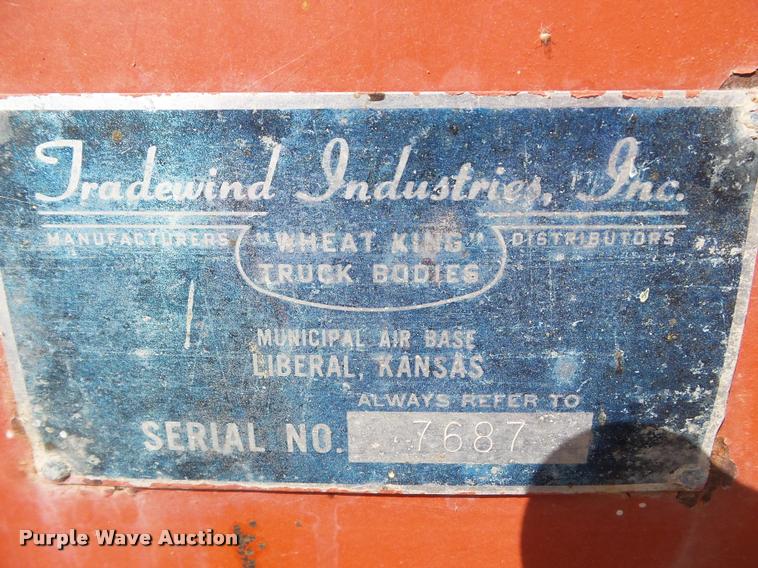 Tradewind Industries, Inc.
MANUFACTURERS "WHEAT KING" DISTRIBUTORS
TRUCK BODIES
MUNICIPAL AIR BASE
LIBERAL, KANSAS
ALWAYS REFER TO
SERIAL NO. 7687
Purple Wave Auction